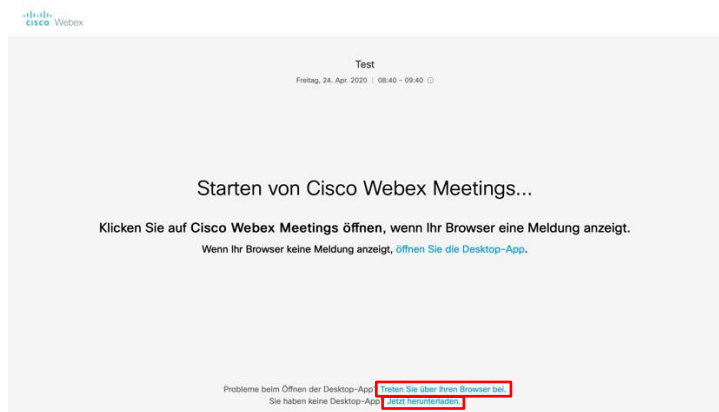 CISCO Webex
Test
Freitag, 24. Apr. 2020 | 08:40 - 09:40
Starten von Cisco Webex Meetings...
Klicken Sie auf Cisco Webex Meetings öffnen, wenn Ihr Browser eine Meldung anzeigt.
Wenn Ihr Browser keine Meldung anzeigt, öffnen Sie die Desktop-App.
Probleme beim Öffnen der Desktop-App? Treten Sie über Ihren Browser bei.
Sie haben keine Desktop-App? Jetzt herunterladen.